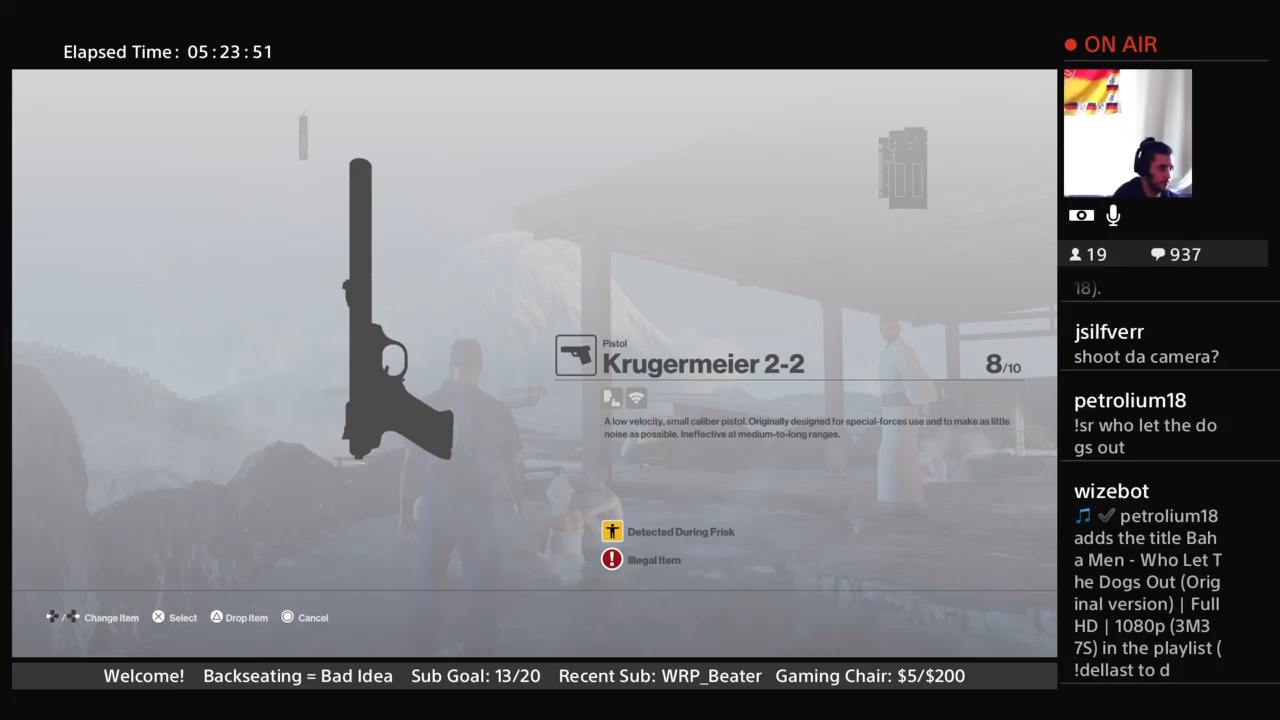 Elapsed Time: 05:23:51
ON AIR
19 937
18).
jsilfverr
shoot da camera?
petrolium18
!sr who let the do
gs out
wizebot
petrolium18
adds the title Bah
a Men - Who Let T
he Dogs Out (Orig
inal version) | Full
HD | 1080p (3M3
7S) in the playlist (
!dellast to d
Pistol
Krugermeier 2-2
8/10
A low velocity, small caliber pistol. Originally designed for special-forces use and to make as little
noise as possible. Ineffective at medium-to-long ranges.
Detected During Frisk
Illegal Item
/ Change Item Select Drop Item Cancel
Welcome! Backseating = Bad Idea Sub Goal: 13/20 Recent Sub: WRP_Beater Gaming Chair: $5/$200